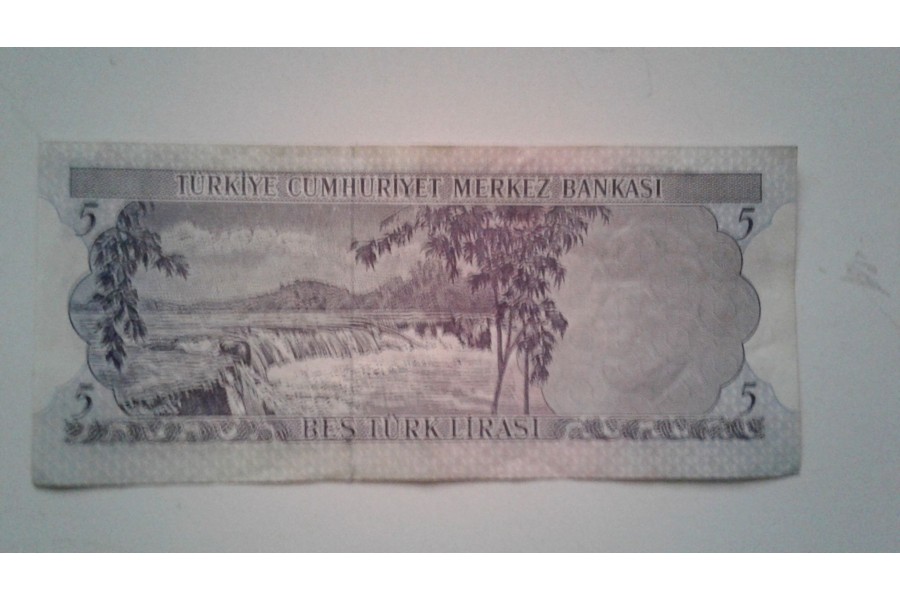 TÜRKİYE CUMHURİYET MERKEZ BANKASI
5 5
5 5
BEŞ TÜRK LİRASI